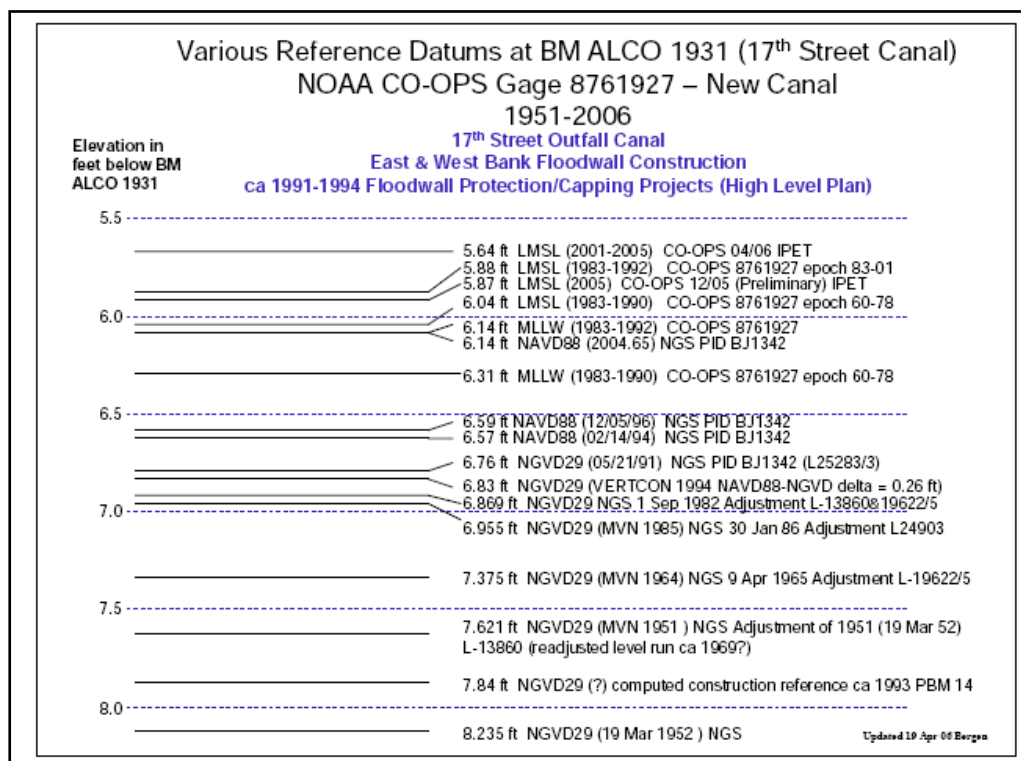 Various Reference Datums at BM ALCO 1931 (17th Street Canal)
NOAA CO-OPS Gage 8761927 – New Canal
1951-2006
17th Street Outfall Canal
East & West Bank Floodwall Construction
ca 1991-1994 Floodwall Protection/Capping Projects (High Level Plan)
Elevation in
feet below BM
ALCO 1931
5.5
5.64 ft LMSL (2001-2005) CO-OPS 04/06 IPET
5.88 ft LMSL (1983-1992) CO-OPS 8761927 epoch 83-01
5.87 ft LMSL (2005) CO-OPS 12/05 (Preliminary) IPET
6.04 ft LMSL (1983-1990) CO-OPS 8761927 epoch 60-78
6.0
6.14 ft MLLW (1983-1992) CO-OPS 8761927
6.14 ft NAVD88 (2004.65) NGS PID BJ1342
6.31 ft MLLW (1983-1990) CO-OPS 8761927 epoch 60-78
6.5
6.59 ft NAVD88 (12/05/96) NGS PID BJ1342
6.57 ft NAVD88 (02/14/94) NGS PID BJ1342
6.76 ft NGVD29 (05/21/91) NGS PID BJ1342 (L25283/3)
6.83 ft NGVD29 (VERTCON 1994 NAVD88-NGVD delta = 0.26 ft)
6.869 ft NGVD29 NGS 1 Sep 1982 Adjustment L-13860&19622/5
7.0
6.955 ft NGVD29 (MVN 1985) NGS 30 Jan 86 Adjustment L24903
7.375 ft NGVD29 (MVN 1964) NGS 9 Apr 1965 Adjustment L-19622/5
7.5
7.621 ft NGVD29 (MVN 1951 ) NGS Adjustment of 1951 (19 Mar 52)
L-13860 (readjusted level run ca 1969?)
7.84 ft NGVD29 (?) computed construction reference ca 1993 PBM 14
8.0
8.235 ft NGVD29 (19 Mar 1952 ) NGS
Updated 19 Apr 06 Bergen